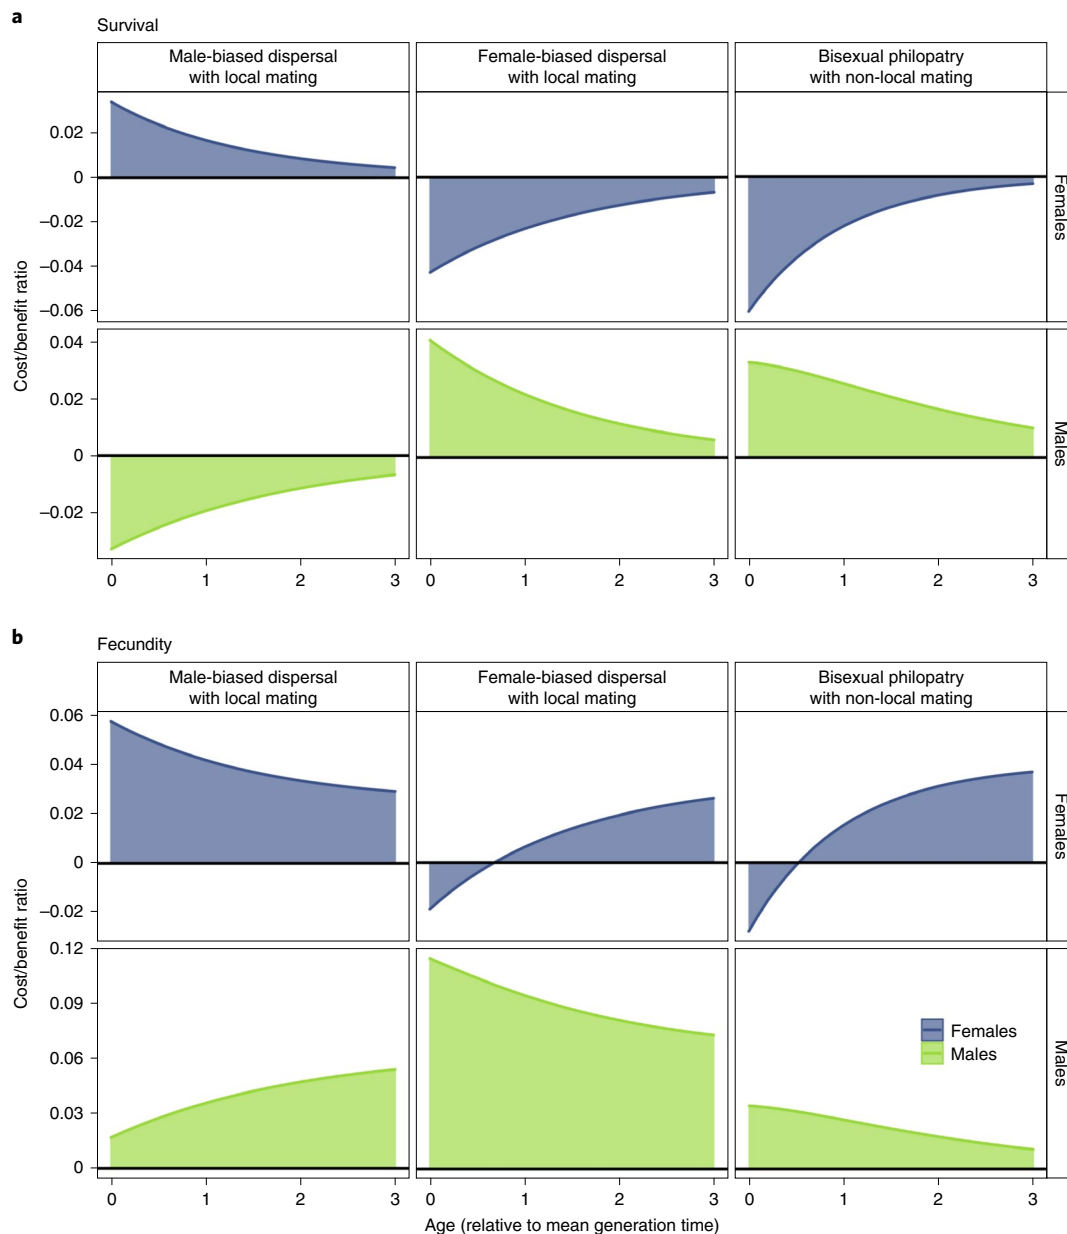 a
Survival
Male-biased dispersal
with local mating
Female-biased dispersal
with local mating
Bisexual philopatry
with non-local mating
Cost/benefit ratio
0.02
0
–0.02
–0.04
–0.06
Females
0.04
0.02
0
–0.02
Males
0 1 2 3 0 1 2 3 0 1 2 3
b
Fecundity
Male-biased dispersal
with local mating
Female-biased dispersal
with local mating
Bisexual philopatry
with non-local mating
Cost/benefit ratio
0.06
0.04
0.02
0
–0.02
Females
0.12
0.09
0.06
0.03
0
Females
Males
Males
0 1 2 3 0 1 2 3 0 1 2 3
Age (relative to mean generation time)